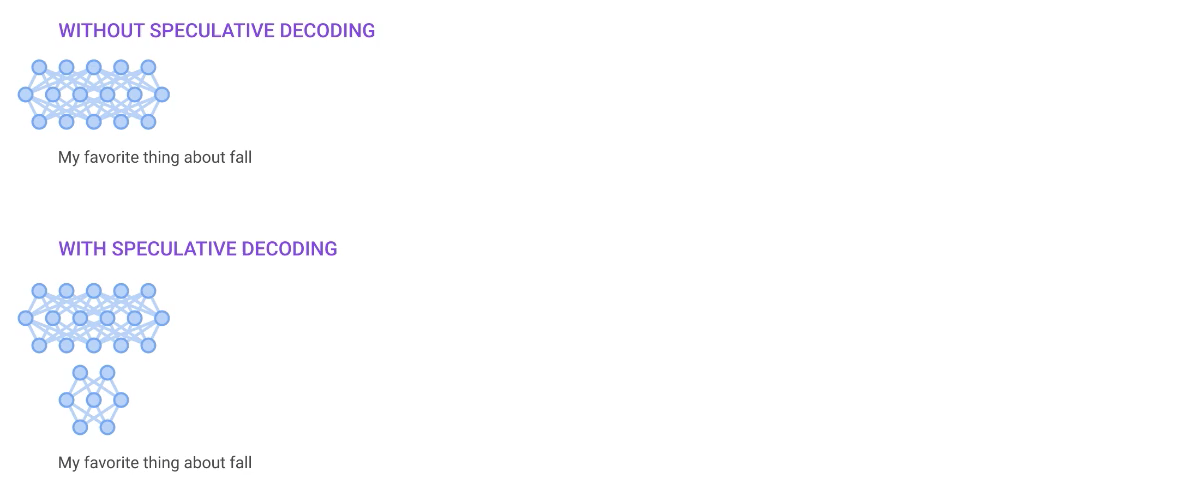 WITHOUT SPECULATIVE DECODING
My favorite thing about fall
WITH SPECULATIVE DECODING
My favorite thing about fall